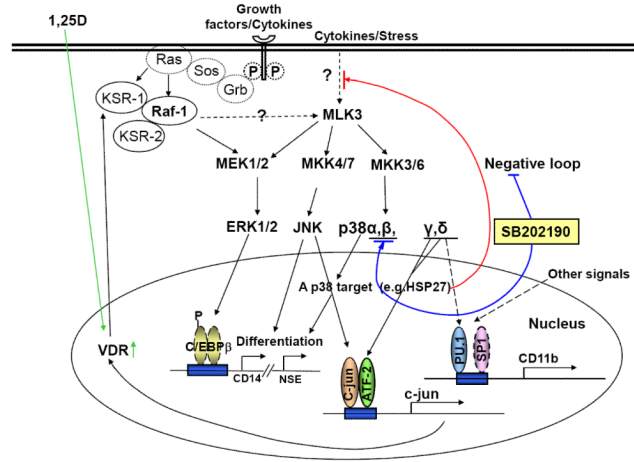 Growth
factors/Cytokines
1,25D
Cytokines/Stress
Ras
Sos
Grb
P
P
?
KSR-1
Raf-1
KSR-2
?
MLK3
MEK1/2
MKK4/7
MKK3/6
Negative loop
ERK1/2
JNK
p38α,β,
γ,δ
SB202190
A p38 target (e.g.HSP27)
Other signals
Nucleus
P
C/EBPβ
Differentiation
VDR
CD14
NSE
PU.1
SP1
CD11b
C-jun
ATF-2
c-jun